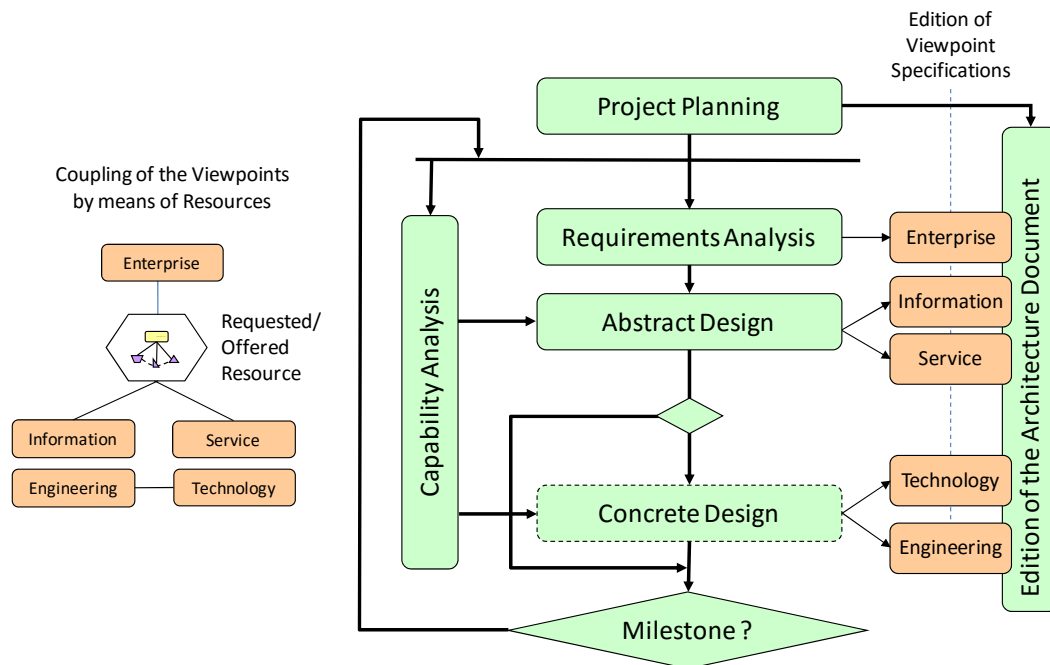 Edition of
Viewpoint
Specifications
Project Planning
Coupling of the Viewpoints
by means of Resources
Enterprise
Requested/
Offered
Resource
Information
Service
Engineering
Technology
Capability Analysis
Requirements Analysis
Enterprise
Abstract Design
Information
Service
Concrete Design
Technology
Engineering
Milestone ?
Edition of the Architecture Document